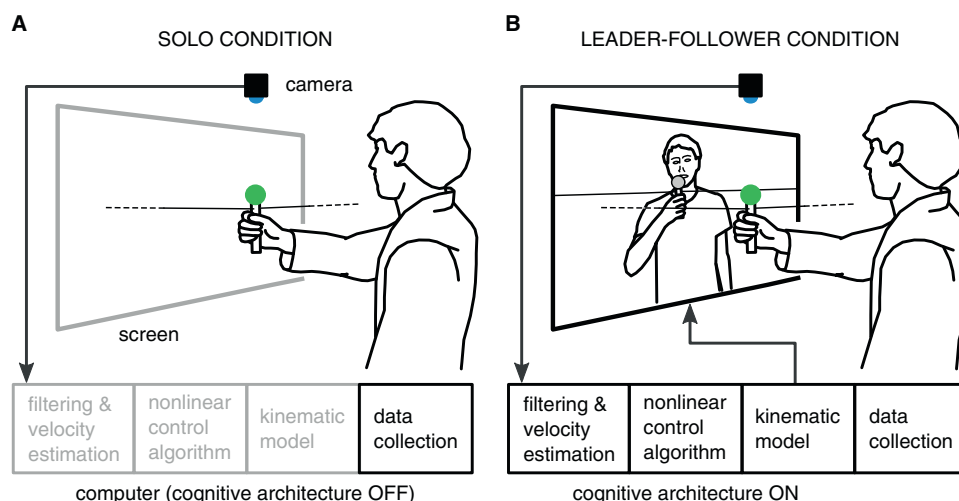 A
SOLO CONDITION
camera
screen
filtering &
velocity
estimation
nonlinear
control
algorithm
kinematic
model
data
collection
computer (cognitive architecture OFF)
B
LEADER-FOLLOWER CONDITION
filtering &
velocity
estimation
nonlinear
control
algorithm
kinematic
model
data
collection
cognitive architecture ON